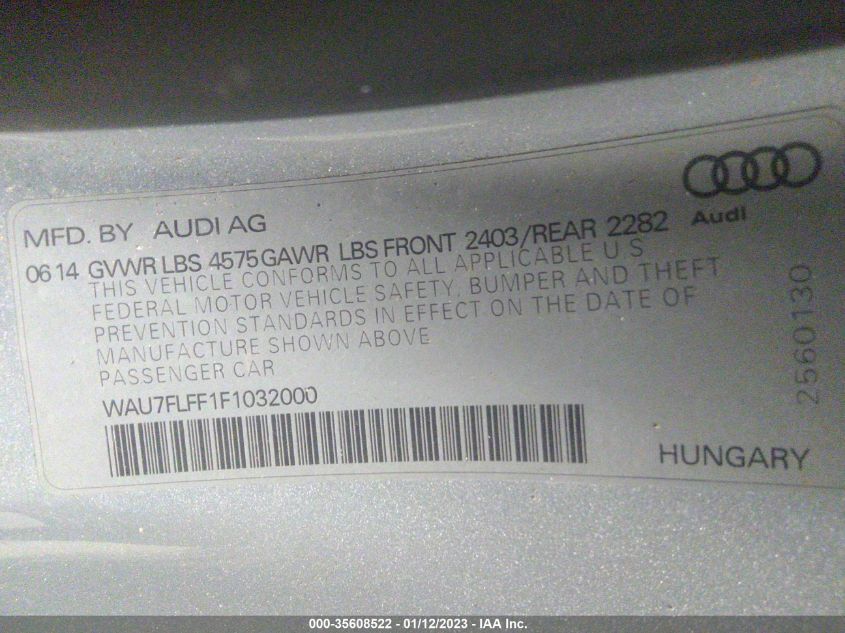 MFD. BY AUDI AG
Audi
0614 GVWR LBS 4575 GAWR LBS FRONT 2403/REAR 2282
THIS VEHICLE CONFORMS TO ALL APPLICABLE U S
FEDERAL MOTOR VEHICLE SAFETY, BUMPER AND THEFT
PREVENTION STANDARDS IN EFFECT ON THE DATE OF
MANUFACTURE SHOWN ABOVE
PASSENGER CAR
WAU7FLFF1F1032000
HUNGARY
2560130
000-35608522 - 01/12/2023 - IAA Inc.